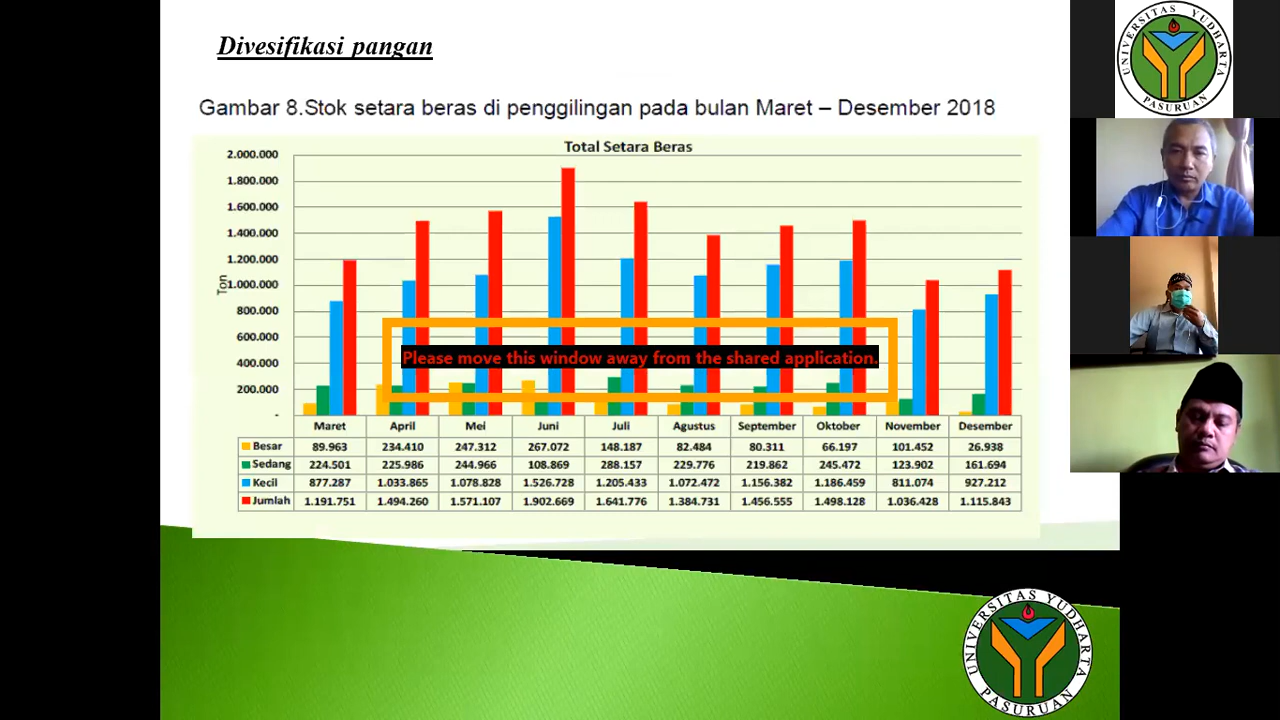 Divesifikasi pangan
Gambar 8.Stok setara beras di penggilingan pada bulan Maret – Desember 2018
Total Setara Beras
Ton
2.000.000
1.800.000
1.600.000
1.400.000
1.200.000
1.000.000
800.000
600.000
400.000
200.000
-
Please move this window away from the shared application.
Maret April Mei Juni Juli Agustus September Oktober November Desember
Besar 89.963 234.410 247.312 267.072 148.187 82.484 80.311 66.197 101.452 26.938
Sedang 224.501 225.986 244.966 108.869 288.157 229.776 219.862 245.472 123.902 161.694
Kecil 877.287 1.033.865 1.078.828 1.526.728 1.205.433 1.072.472 1.156.382 1.186.459 811.074 927.212
Jumlah 1.191.751 1.494.260 1.571.107 1.902.669 1.641.776 1.384.731 1.456.555 1.498.128 1.036.428 1.115.843
UNIVERSITAS YUDHARTA
PASURUAN
UNIVERSITAS YUDHARTA
PASURUAN